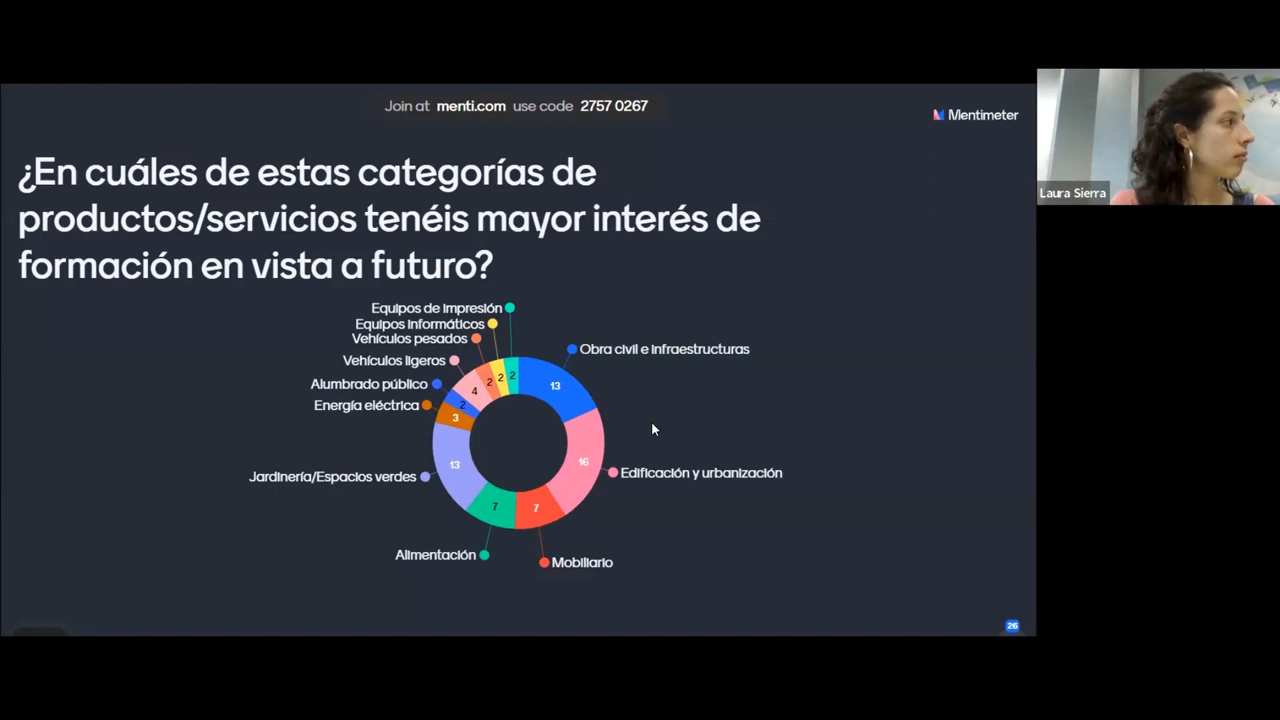 Join at menti.com use code 2757 0267
Mentimeter
¿En cuáles de estas categorías de
productos/servicios tenéis mayor interés de
formación en vista a futuro?
Laura Sierra
Equipos de impresión
Equipos informáticos
Vehículos pesados
Vehículos ligeros
Alumbrado público
Energía eléctrica
Jardinería/Espacios verdes
Alimentación
Mobiliario
Edificación y urbanización
Obra civil e infraestructuras
2
2
2
4
2
3
13
7
7
16
13
26